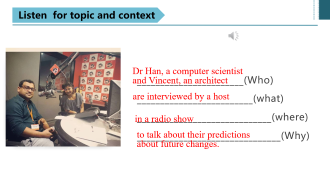 Listen for topic and context
Dr Han, a computer scientist
and Vincent, an architect (Who)
are interviewed by a host (what)
in a radio show (where)
to talk about their predictions (Why)
about future changes.